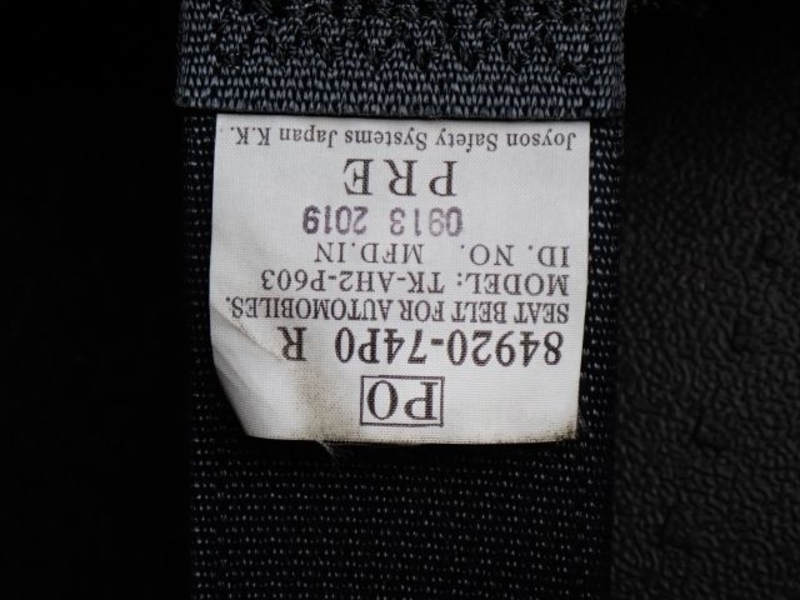 PO
84920-74P0 R
SEAT BELT FOR AUTOMOBILES.
MODEL: TK-AH2-P603
ID. NO. MFD.IN
0913 2019
PRE
Joyson Safety Systems Japan K.K.